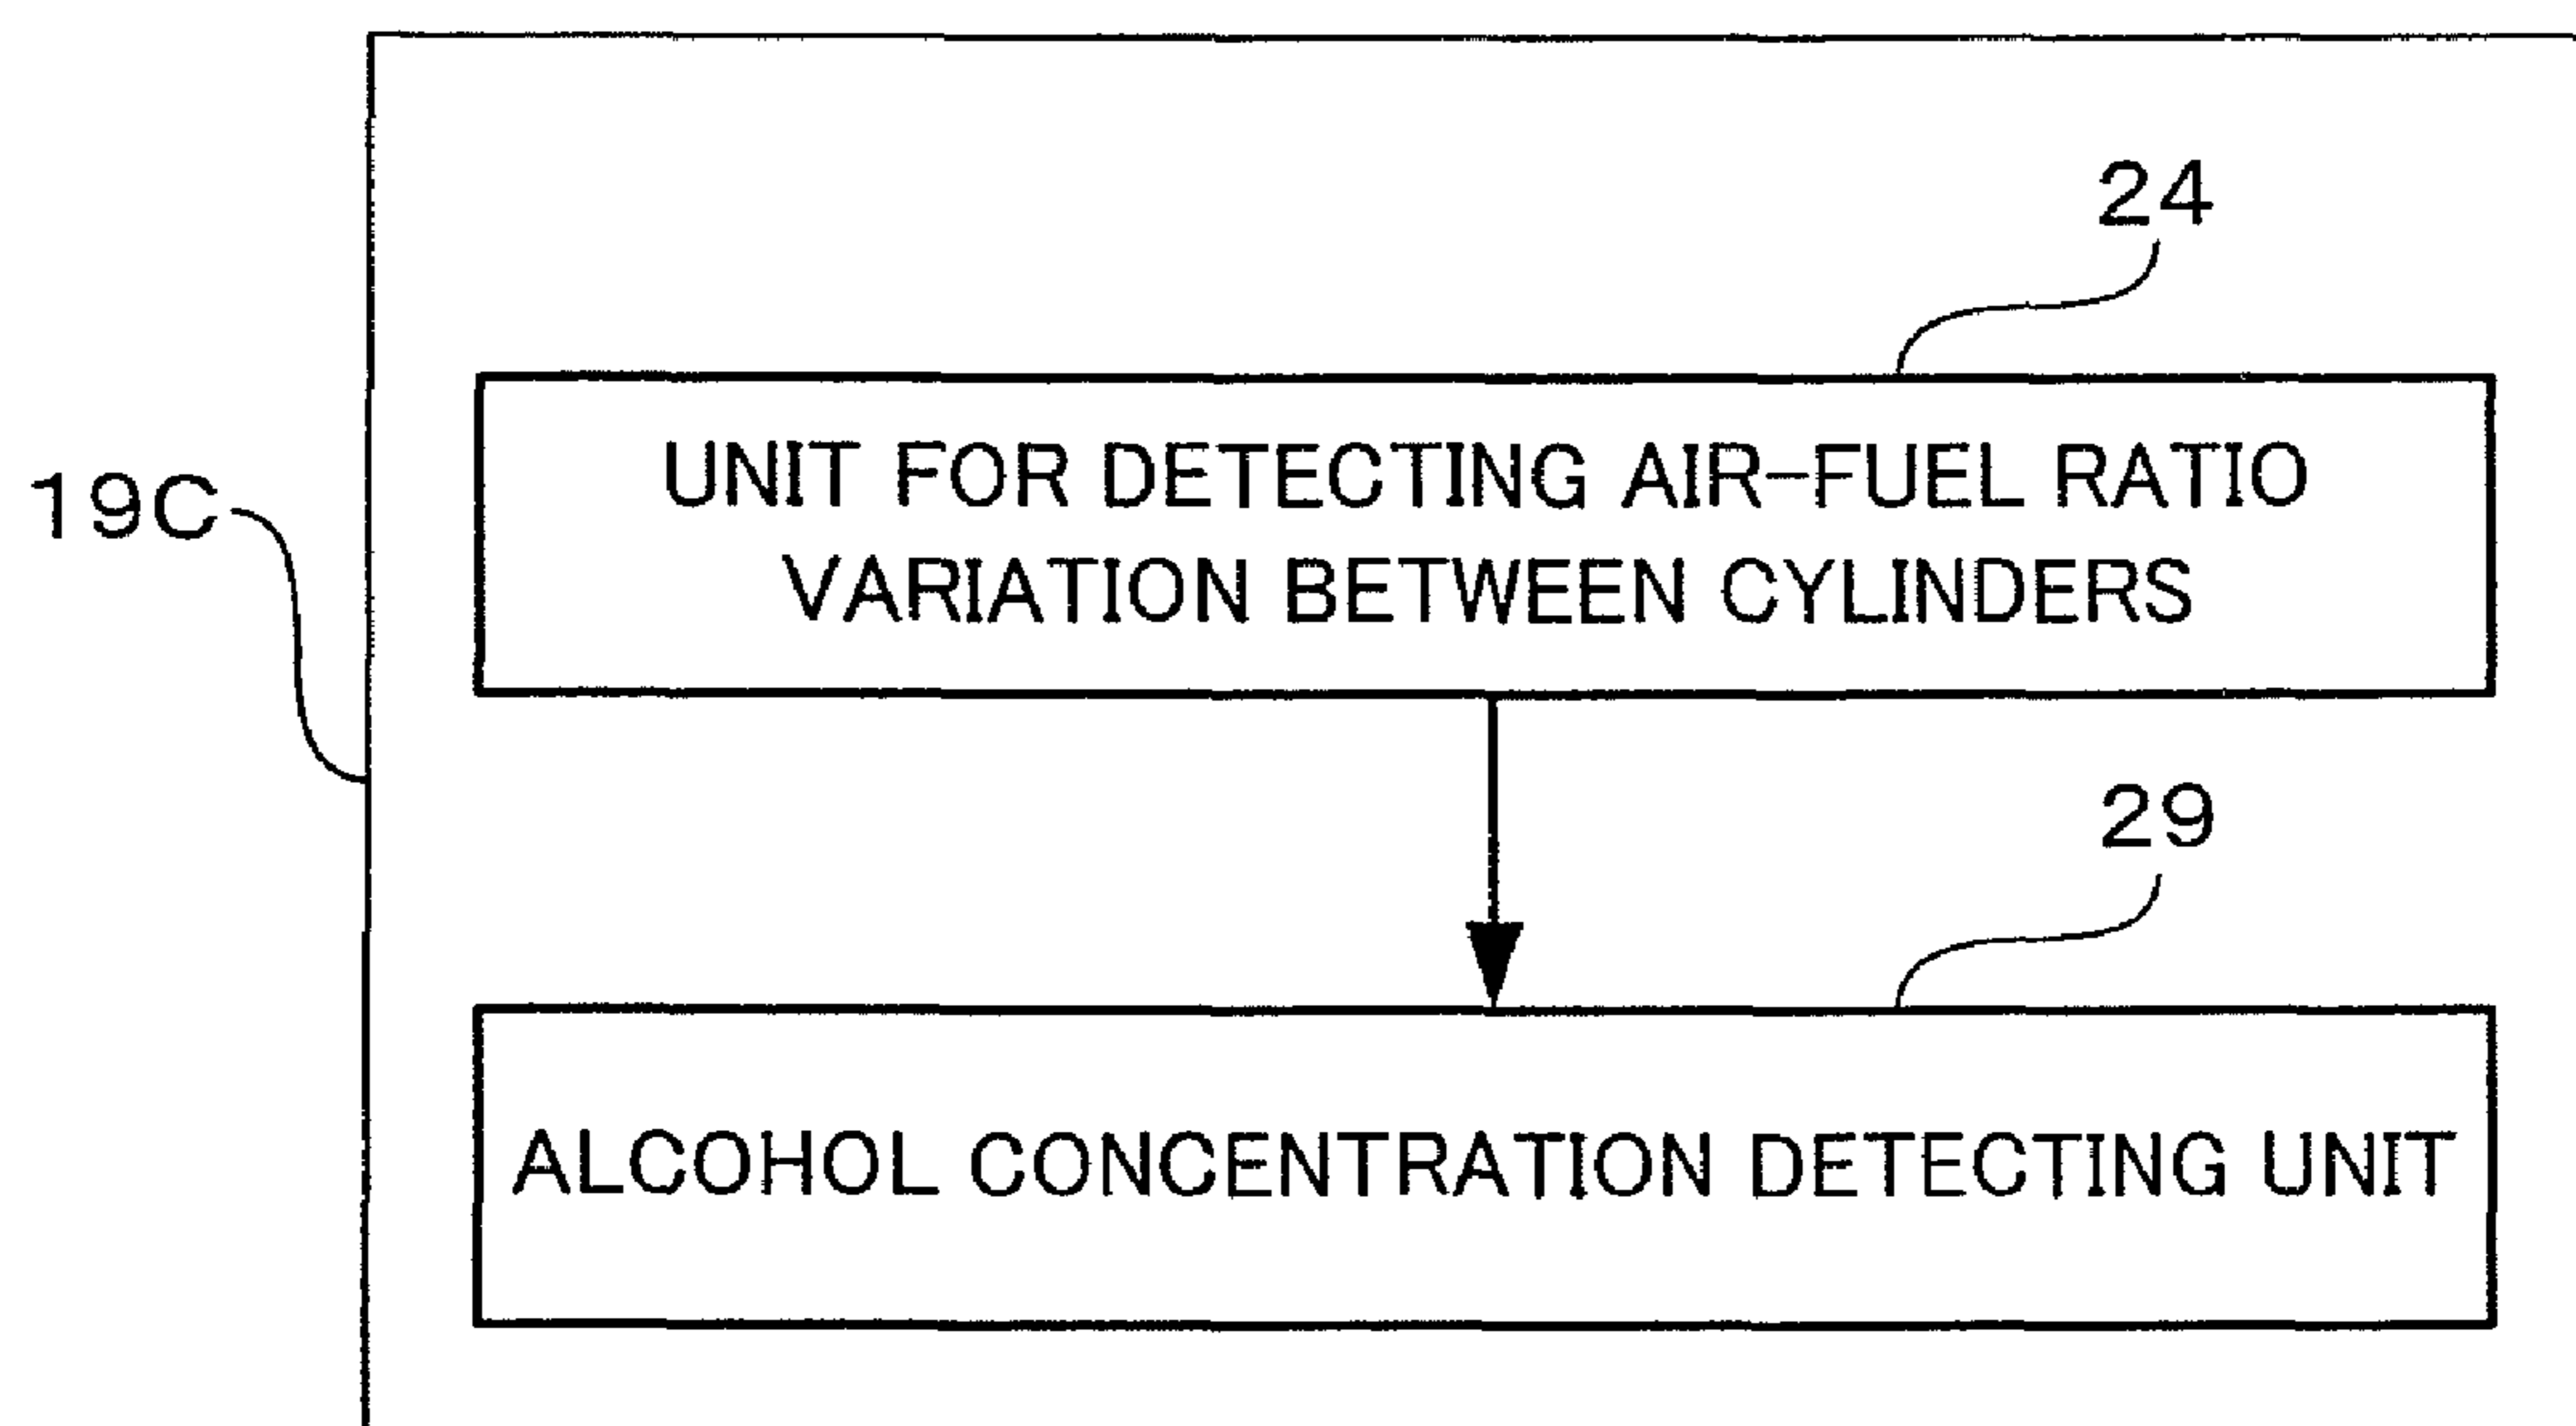 24
UNIT FOR DETECTING AIR-FUEL RATIO
VARIATION BETWEEN CYLINDERS
19C
29
ALCOHOL CONCENTRATION DETECTING UNIT